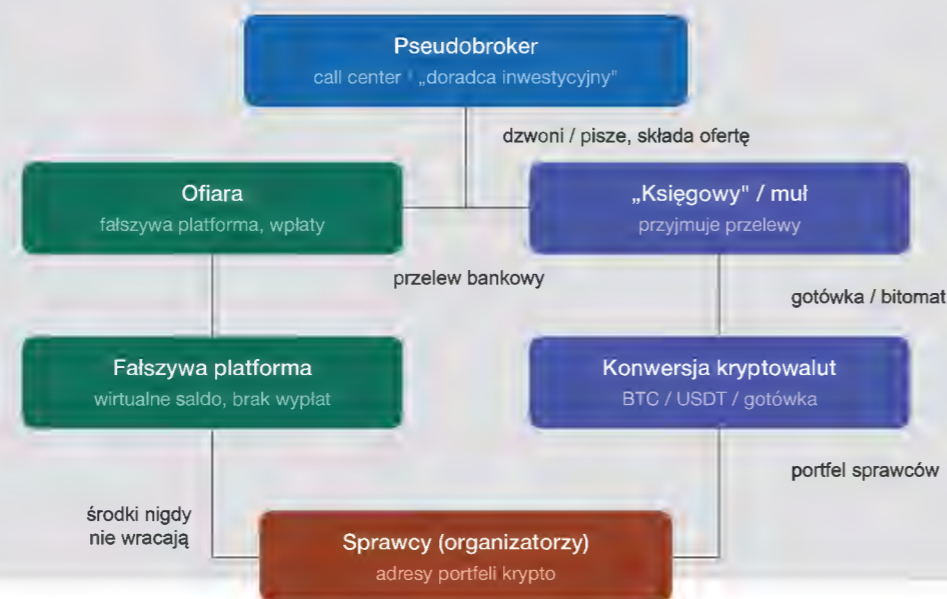 Pseudobroker
call center · „doradca inwestycyjny"
dzwoni / pisze, składa ofertę
Ofiara
fałszywa platforma, wpłaty
„Księgowy" / muł
przyjmuje przelewy
przelew bankowy
gotówka / bitomat
Fałszywa platforma
wirtualne saldo, brak wypłat
Konwersja kryptowalut
BTC / USDT / gotówka
portfel sprawców
środki nigdy
nie wracają
Sprawcy (organizatorzy)
adresy portfeli krypto